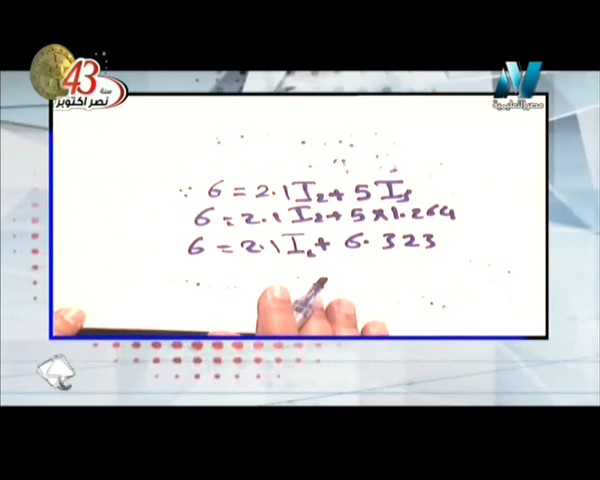 43 سنة
نصر أكتوبر
مصر التعليمية
∵ 6 = 2.1 I₂ + 5 I₃
6 = 2.1 I₂ + 5 × 1.264
6 = 2.1 I₂ + 6.323